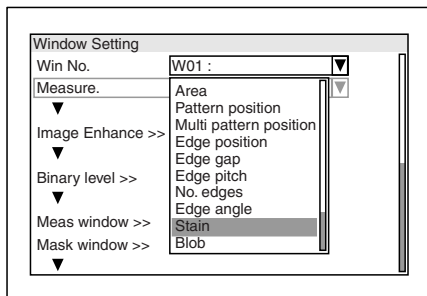 Window Setting
Win No. W01 :
Measure.
Area
Pattern position
Multi pattern position
Edge position
Edge gap
Edge pitch
No. edges
Edge angle
Stain
Blob
Image Enhance >>
Binary level >>
Meas window >>
Mask window >>